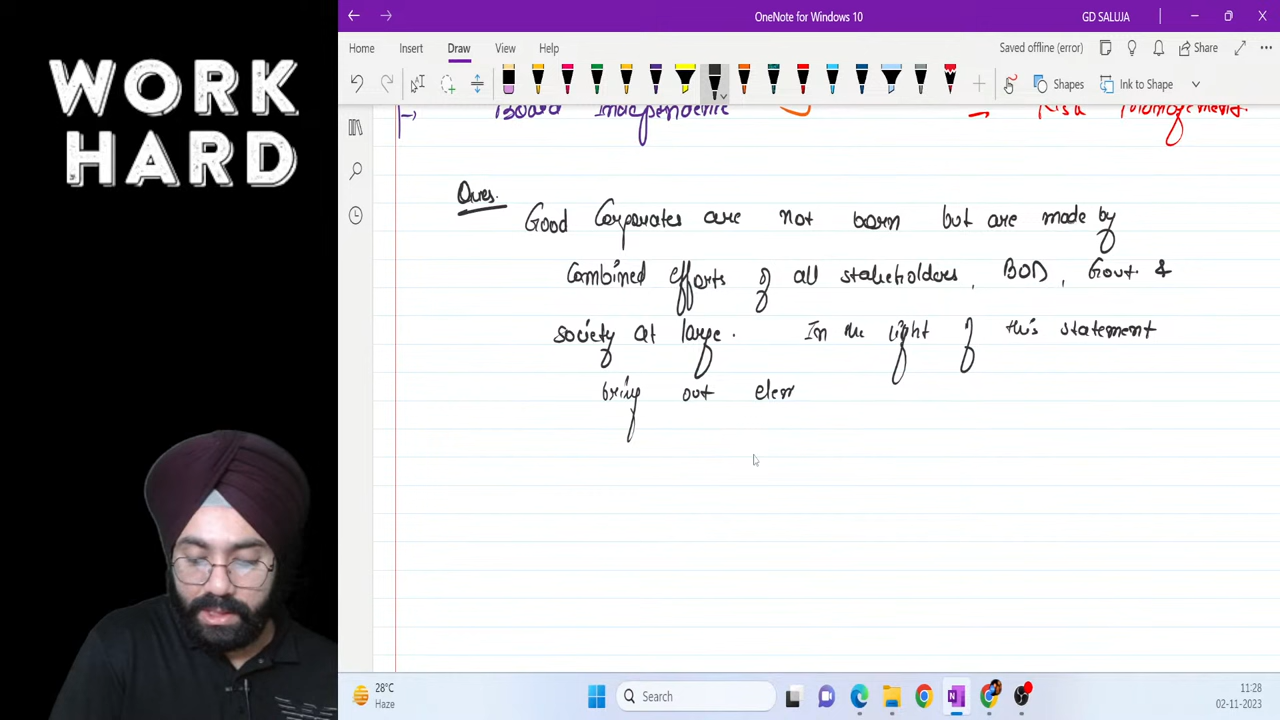 WORK
HARD
OneNote for Windows 10
GD SALUJA
Home Insert Draw View Help
Saved offline (error)
Share
Shapes
Ink to Shape
Board Independence
Risk Management
Ques.
Good Corporates are not born but are made by
Combined efforts of all stakeholders, BOD, Govt. &
society at large. In the light of this statement
bring out elem
28°C
Haze
Search
11:28
02-11-2023